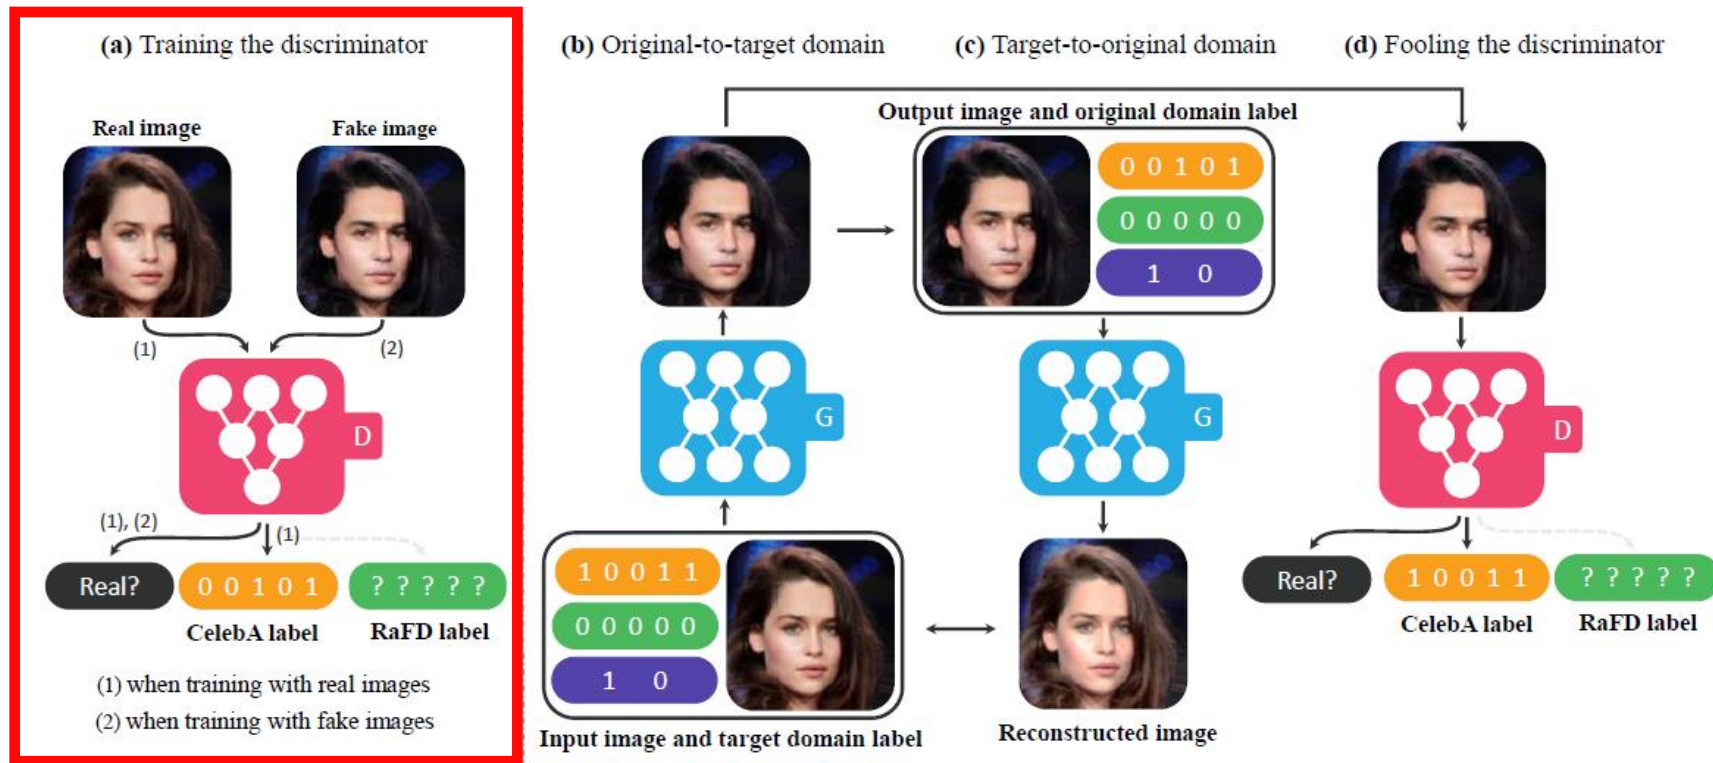 (a) Training the discriminator
Real image
Fake image
(1)
(2)
D
(1), (2)
(1)
Real?
0 0 1 0 1
? ? ? ? ?
CelebA label
RaFD label
(1) when training with real images
(2) when training with fake images
(b) Original-to-target domain
G
1 0 0 1 1
0 0 0 0 0
1 0
Input image and target domain label
(c) Target-to-original domain
Output image and original domain label
0 0 1 0 1
0 0 0 0 0
1 0
G
Reconstructed image
(d) Fooling the discriminator
D
Real?
1 0 0 1 1
? ? ? ? ?
CelebA label
RaFD label